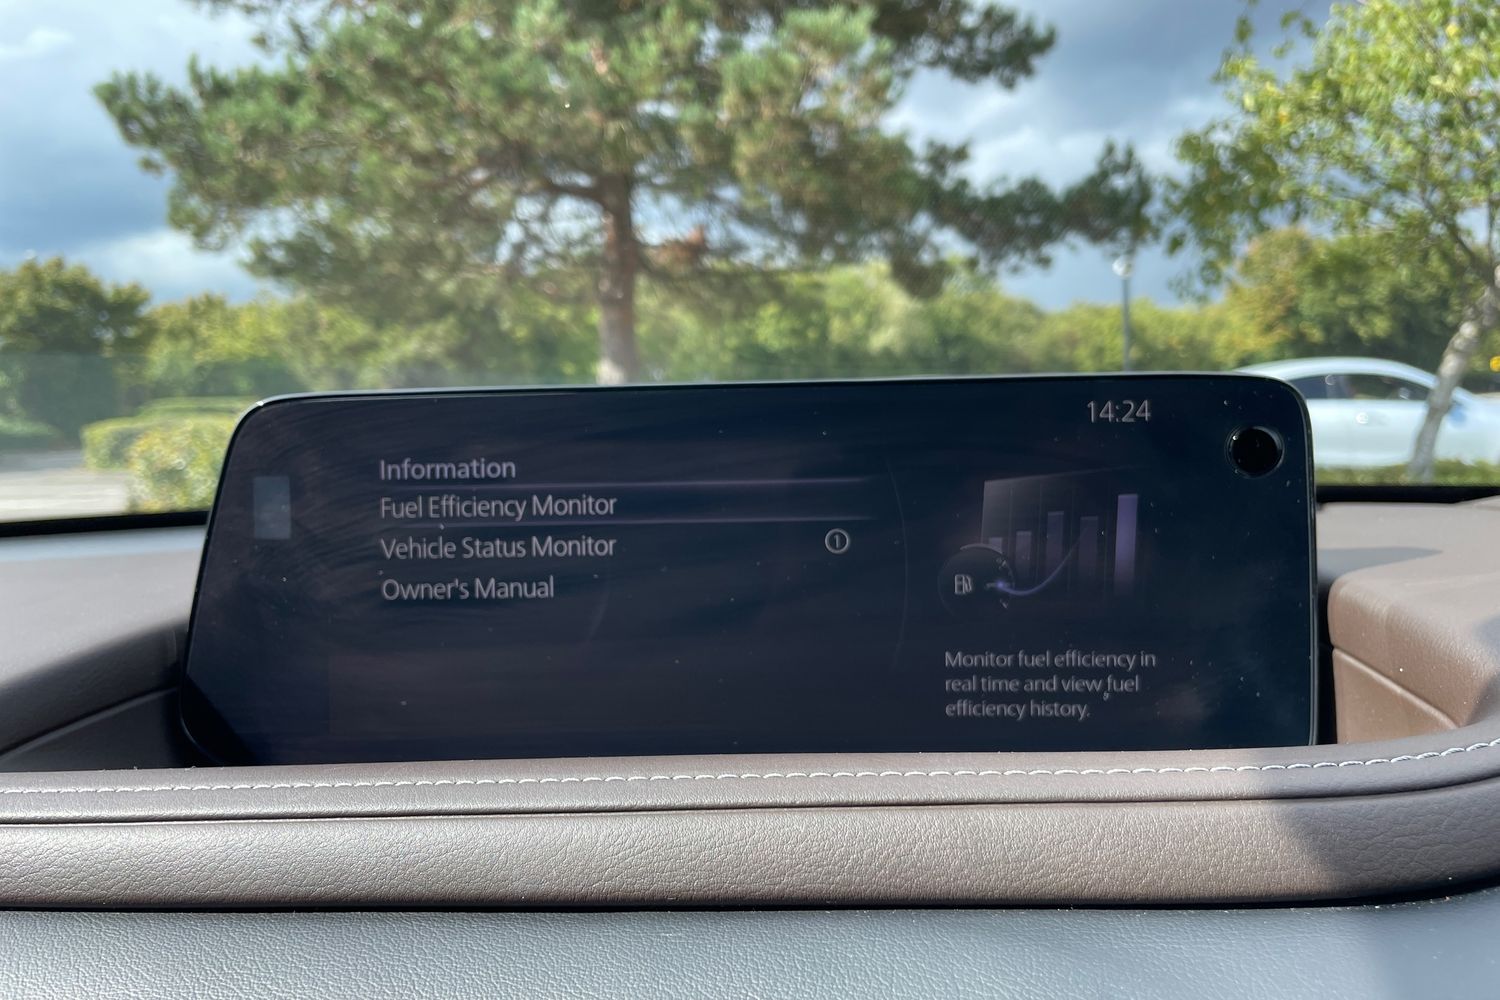 14:24
Information
Fuel Efficiency Monitor
Vehicle Status Monitor
1
Owner's Manual
Monitor fuel efficiency in
real time and view fuel
efficiency history.